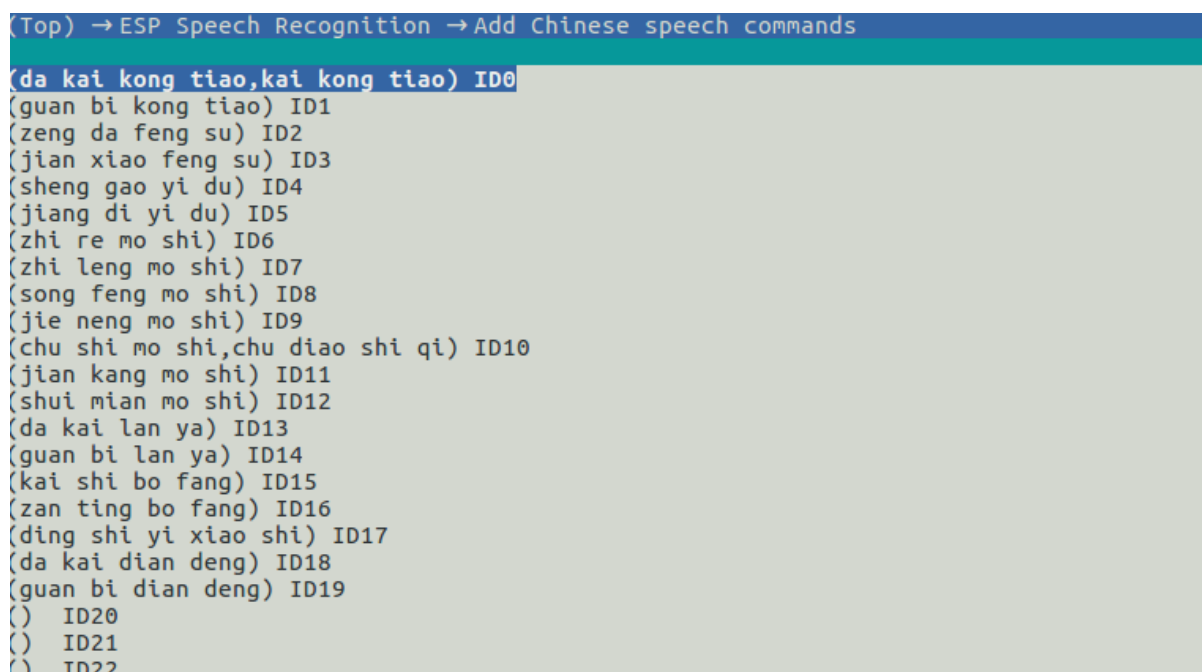 (Top) → ESP Speech Recognition → Add Chinese speech commands
(da kai kong tiao,kai kong tiao) ID0
(guan bi kong tiao) ID1
(zeng da feng su) ID2
(jian xiao feng su) ID3
(sheng gao yi du) ID4
(jiang di yi du) ID5
(zhi re mo shi) ID6
(zhi leng mo shi) ID7
(song feng mo shi) ID8
(jie neng mo shi) ID9
(chu shi mo shi,chu diao shi qi) ID10
(jian kang mo shi) ID11
(shui mian mo shi) ID12
(da kai lan ya) ID13
(guan bi lan ya) ID14
(kai shi bo fang) ID15
(zan ting bo fang) ID16
(ding shi yi xiao shi) ID17
(da kai dian deng) ID18
(guan bi dian deng) ID19
()  ID20
()  ID21
()  ID22